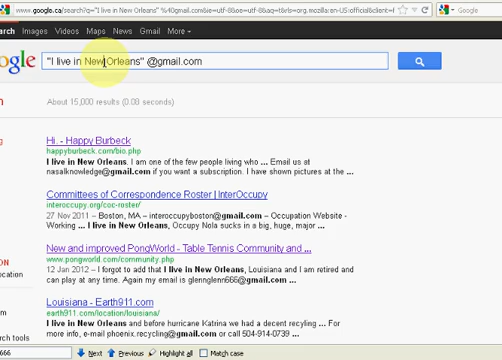 www.google.ca/search?q="I live in New Orleans" %40gmail.com&ie=utf-8&oe=utf-8&aq=t&rls=org.mozilla:en-US:official&client=f
Google
earch Images Videos Maps News Gmail More
ogle "I live in New Orleans" @gmail.com
About 15,000 results (0.08 seconds)
Hi. - Happy Burbeck
happyburbeck.com/bio.php
I live in New Orleans. I am one of the few people living who ... Email us at
nasalknowledge@gmail.com if you want a subscription. I have shown pictures at the ...
Committees of Correspondence Roster | InterOccupy
interoccupy.org/coc-roster/
27 Nov 2011 – Boston, MA – interoccupyboston@gmail.com – Occupation Website -
Working ... I live in New Orleans, Occupy Nola sucks in a big, huge, major ...
New and improved PongWorld - Table Tennis Community and ...
www.pongworld.com/community.php
12 Jan 2012 – I forgot to add that I live in New Orleans, Louisiana and I am retired and
can play at any time. Again my email is glennglenn666@gmail.com ...
ON
ocation
Louisiana - Earth911.com
earth911.com/location/louisiana/
I live in New Orleans and before hurricane Katrina we had a decent recycling ... For
more info, e-mail phoenix.recycling@gmail.com or call 504-914-0739 ...
rch tools
Next Previous Highlight all Match case